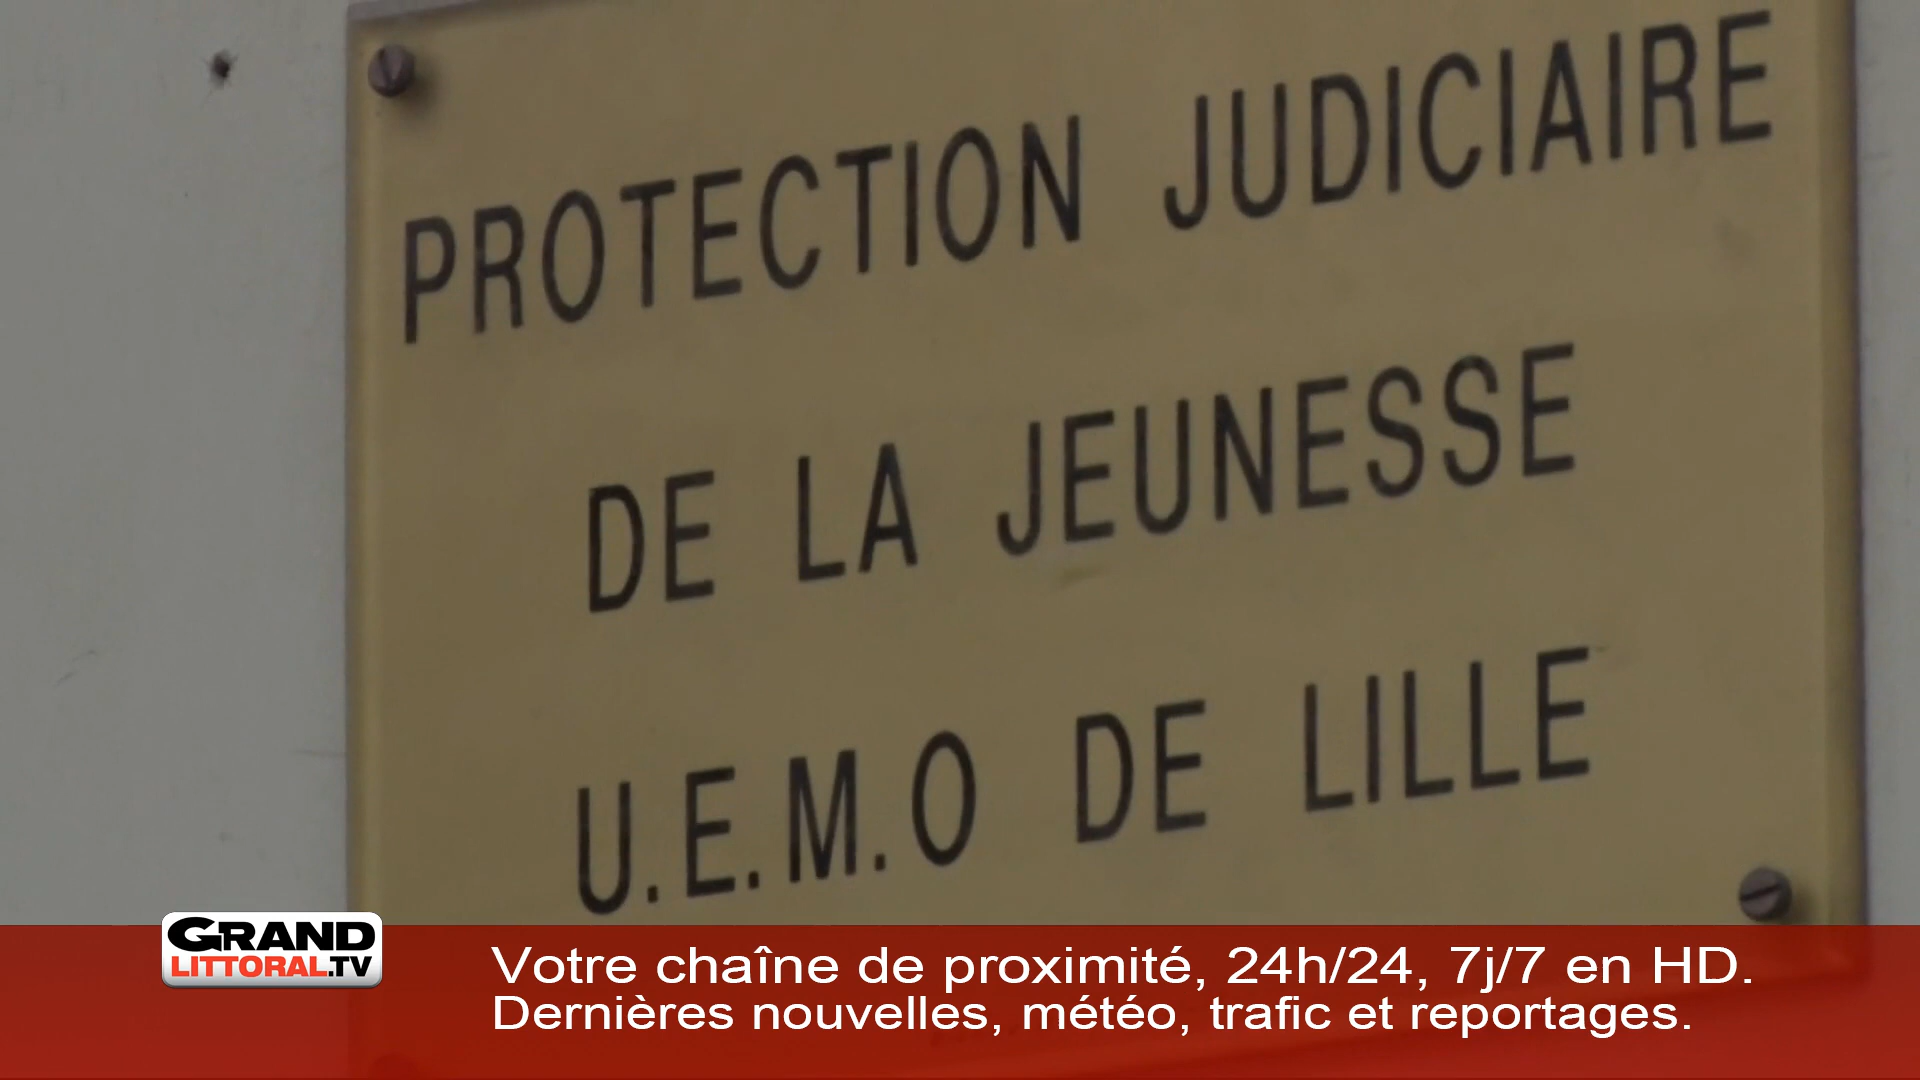 PROTECTION JUDICIAIRE
DE LA JEUNESSE
U.E.M.O DE LILLE
GRAND
LITTORAL.TV
Votre chaîne de proximité, 24h/24, 7j/7 en HD.
Dernières nouvelles, météo, trafic et reportages.